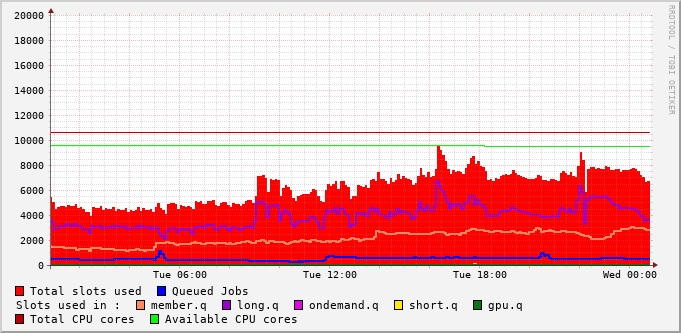 20000
18000
16000
14000
12000
10000
8000
6000
4000
2000
0
Tue 06:00 Tue 12:00 Tue 18:00 Wed 00:00
RRDTOOL / TOBI OETIKER
Total slots used Queued Jobs
Slots used in : member.q long.q ondemand.q short.q gpu.q
Total CPU cores Available CPU cores